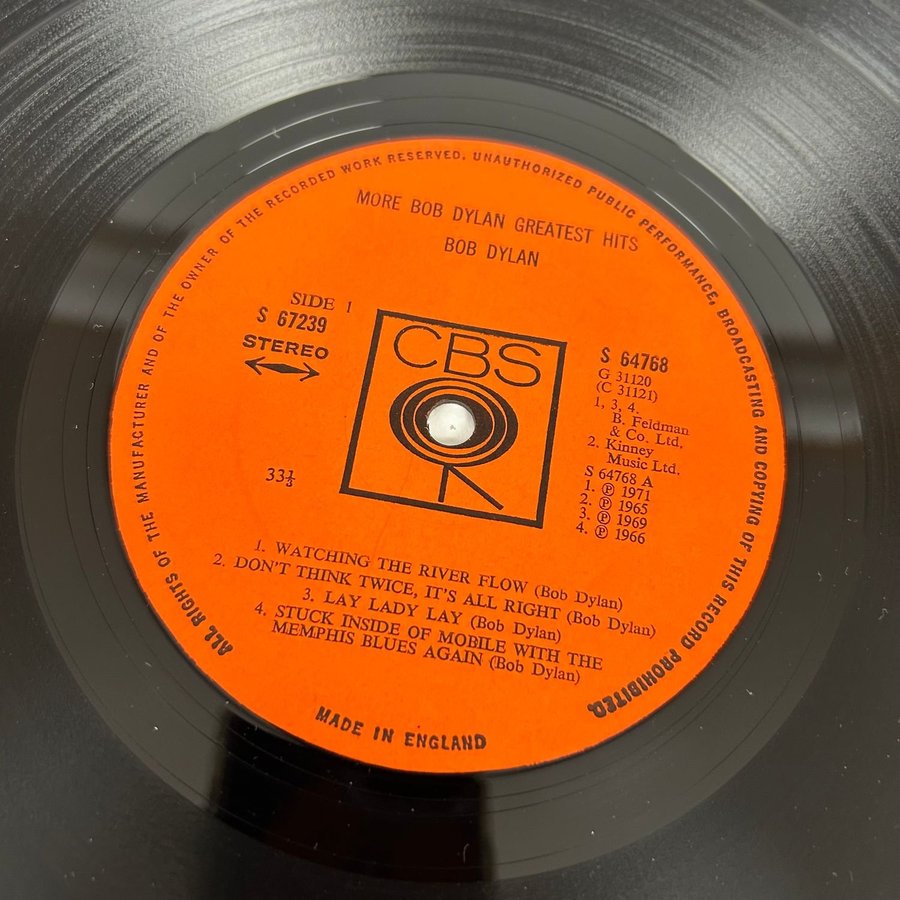 ALL RIGHTS OF THE MANUFACTURER AND OF THE OWNER OF THE RECORDED WORK RESERVED, UNAUTHORIZED PUBLIC PERFORMANCE, BROADCASTING AND COPYING OF THIS RECORD PROHIBITED.
MORE BOB DYLAN GREATEST HITS
BOB DYLAN
SIDE 1
S 67239
STEREO
33⅓
CBS
S 64768
G 31120
(C 31121)
1, 3, 4.
B. Feldman
& Co. Ltd.
2. Kinney
Music Ltd.
S 64768 A
1. ℗ 1971
2. ℗ 1965
3. ℗ 1969
4. ℗ 1966
1. WATCHING THE RIVER FLOW (Bob Dylan)
2. DON'T THINK TWICE, IT'S ALL RIGHT (Bob Dylan)
3. LAY LADY LAY (Bob Dylan)
4. STUCK INSIDE OF MOBILE WITH THE
MEMPHIS BLUES AGAIN (Bob Dylan)
MADE IN ENGLAND